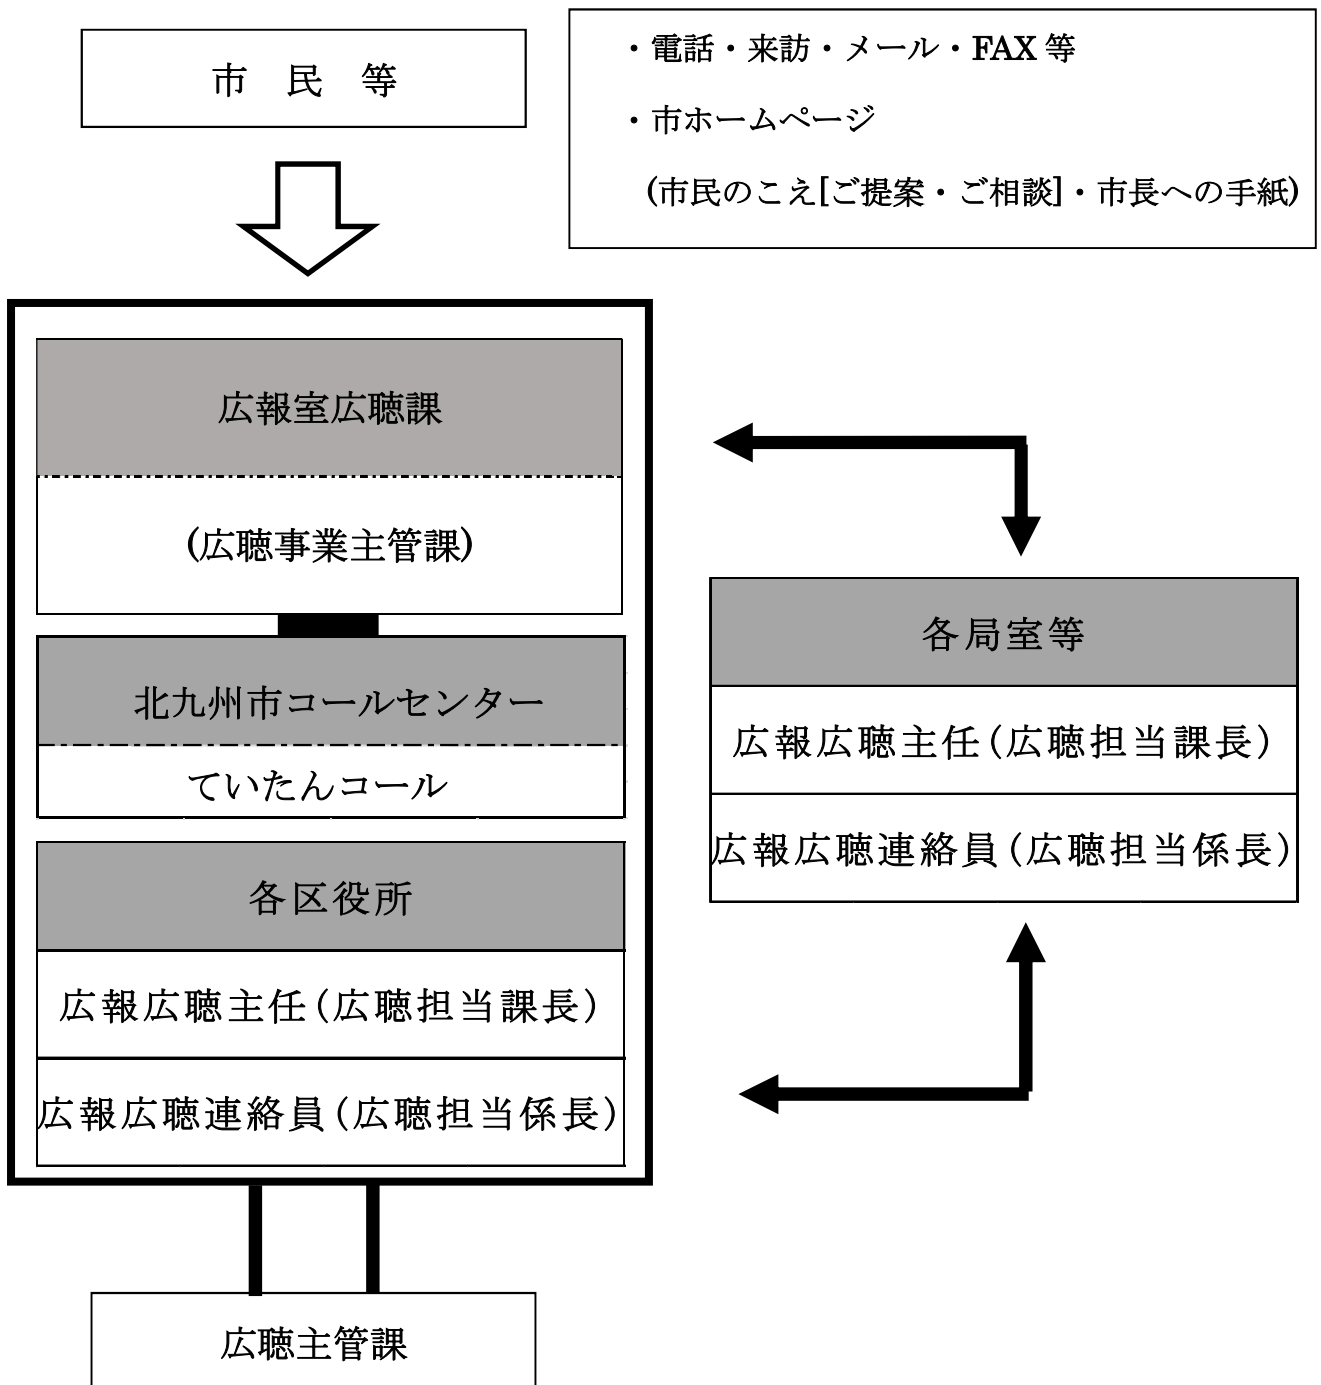 市　民　等
・電話・来訪・メール・FAX 等
・市ホームページ
(市民のこえ[ご提案・ご相談]・市長への手紙)
広報室広聴課
(広聴事業主管課)
北九州市コールセンター
ていたんコール
各区役所
広報広聴主任(広聴担当課長)
広報広聴連絡員(広聴担当係長)
各局室等
広報広聴主任(広聴担当課長)
広報広聴連絡員(広聴担当係長)
広聴主管課